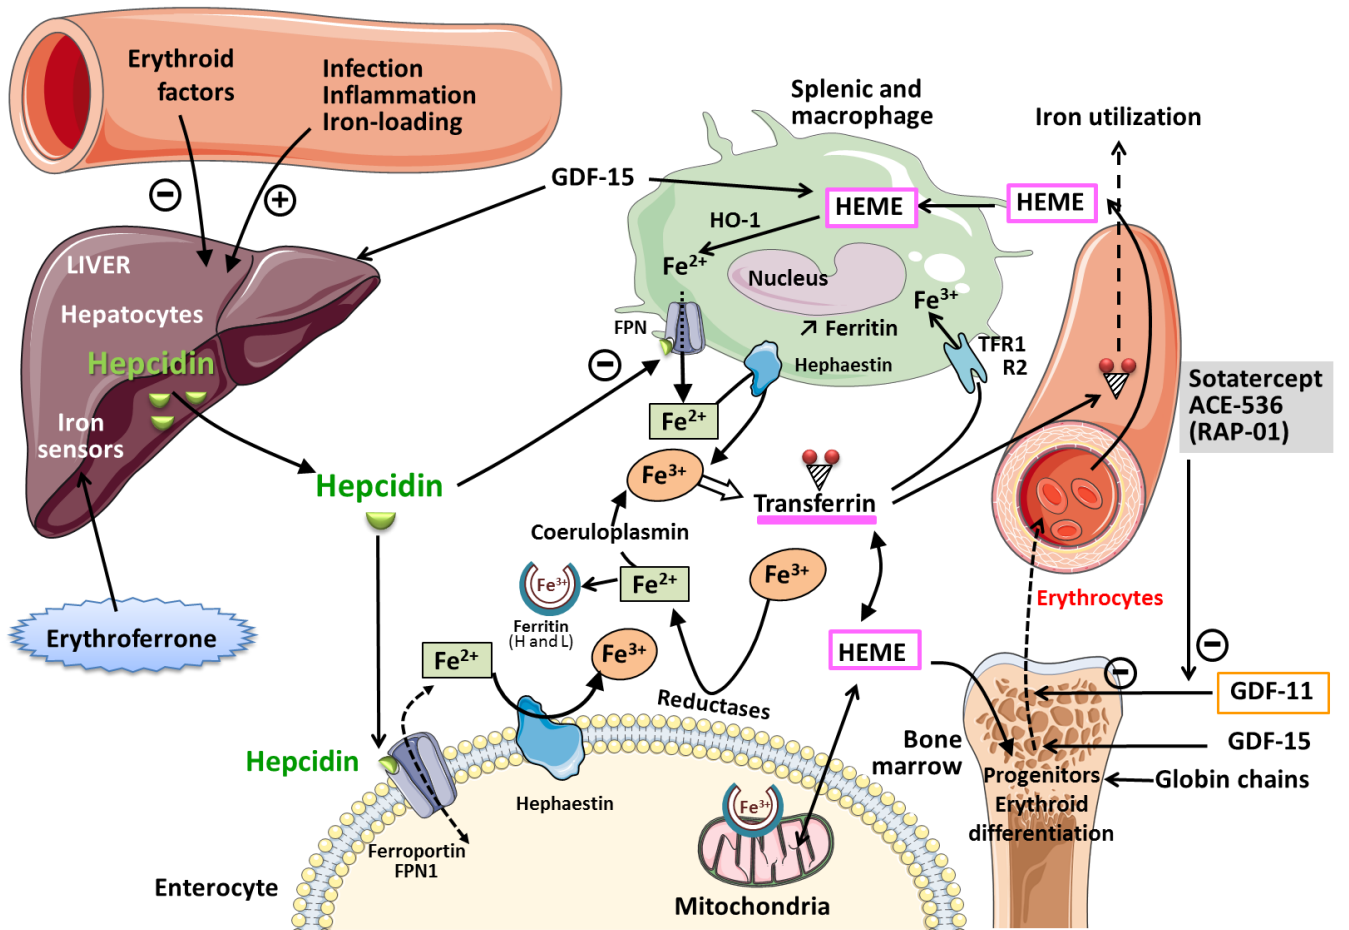 Erythroid
factors
Infection
Inflammation
Iron-loading
Splenic and
macrophage
Iron utilization
GDF-15
HEME
HEME
HO-1
LIVER
Fe2+
Nucleus
Fe3+
Hepatocytes
FPN
↗ Ferritin
TFR1
R2
Hepcidin
Hephaestin
Sotatercept
ACE-536
(RAP-01)
Fe2+
Iron
sensors
Fe3+
Hepcidin
Transferrin
Coeruloplasmin
Fe3+
Fe2+
Fe3+
Ferritin
(H and L)
Erythrocytes
Erythroferrone
Fe2+
Fe3+
HEME
Reductases
GDF-11
Hepcidin
Bone
marrow
GDF-15
Progenitors
Globin chains
Hephaestin
Fe3+
Erythroid
differentiation
Ferroportin
FPN1
Enterocyte
Mitochondria